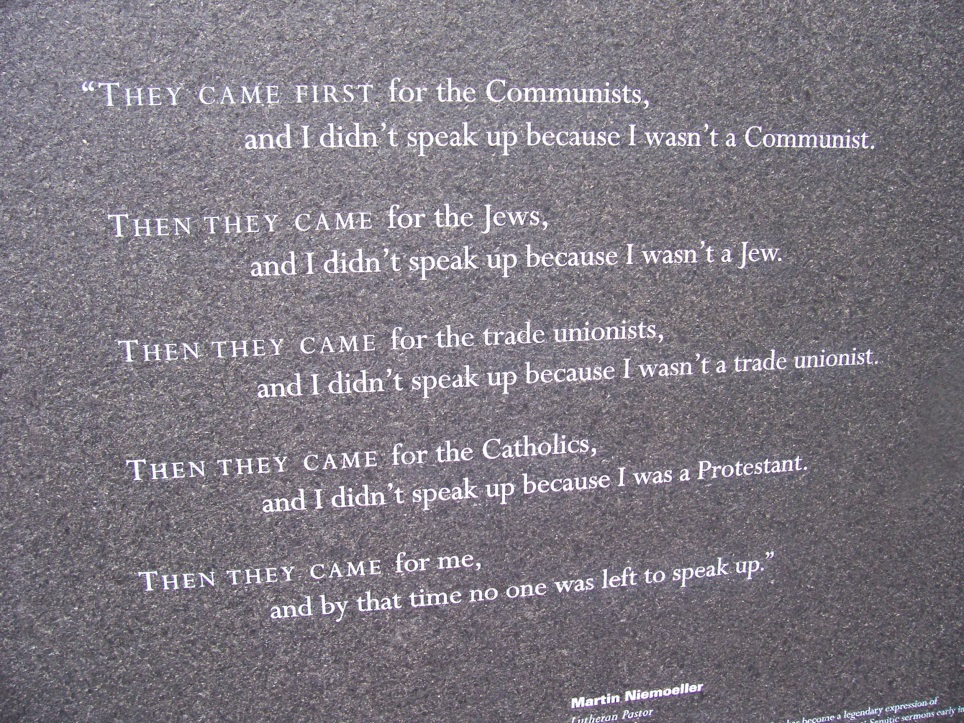 “THEY CAME FIRST for the Communists,
and I didn’t speak up because I wasn’t a Communist.
THEN THEY CAME for the Jews,
and I didn’t speak up because I wasn’t a Jew.
THEN THEY CAME for the trade unionists,
and I didn’t speak up because I wasn’t a trade unionist.
THEN THEY CAME for the Catholics,
and I didn’t speak up because I was a Protestant.
THEN THEY CAME for me,
and by that time no one was left to speak up.”
Martin Niemoeller
Lutheran Pastor
become a legendary expression of
Semitic sermons early in